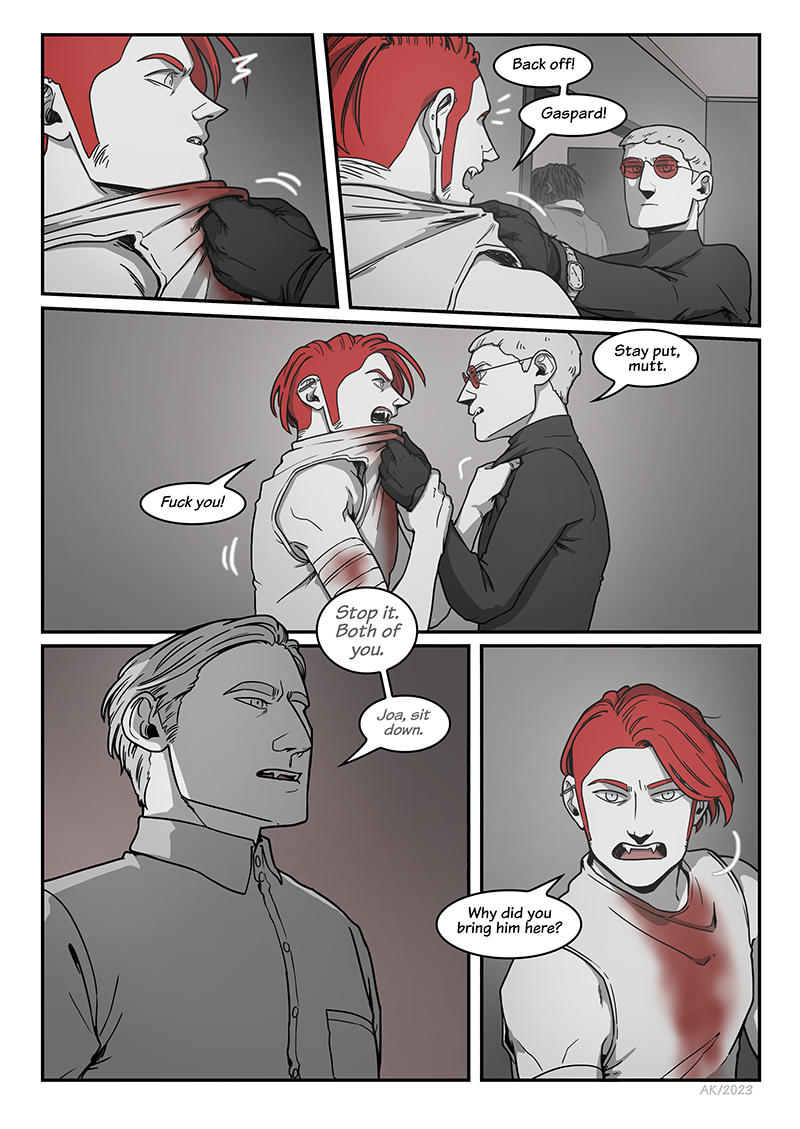 Back off!
Gaspard!
Stay put,
mutt.
Fuck you!
Stop it.
Both of
you.
Joa, sit
down.
Why did you
bring him here?
AK/2023